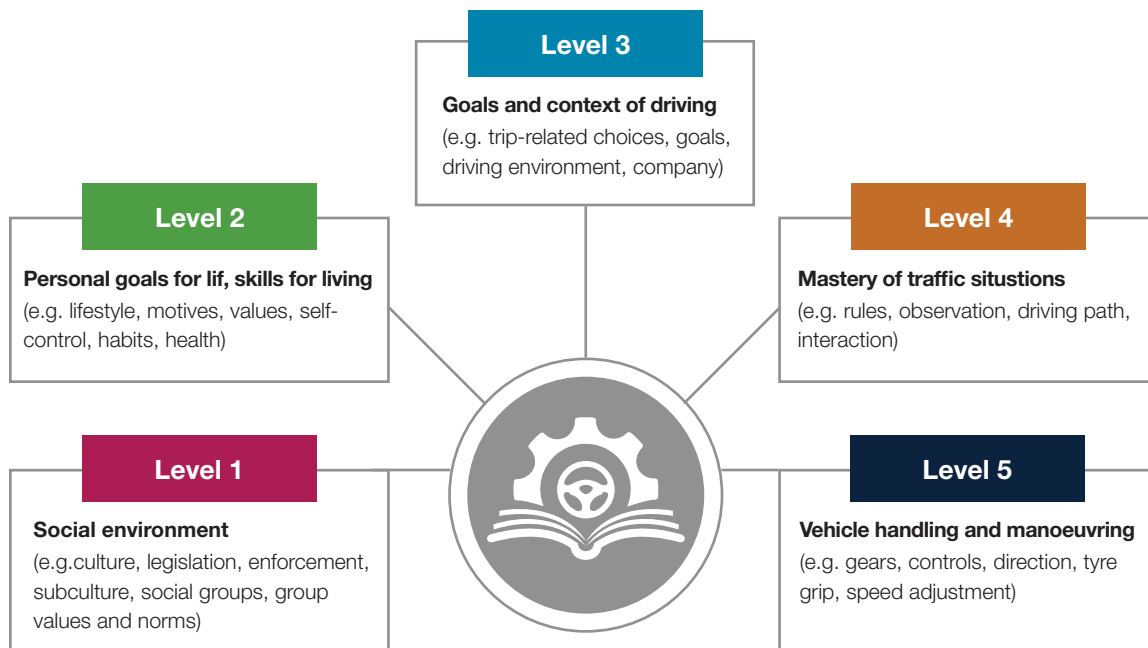 Level 3
Goals and context of driving
(e.g. trip-related choices, goals,
driving environment, company)
Level 2
Personal goals for lif, skills for living
(e.g. lifestyle, motives, values, self-
control, habits, health)
Level 4
Mastery of traffic situstions
(e.g. rules, observation, driving path,
interaction)
Level 1
Social environment
(e.g.culture, legislation, enforcement,
subculture, social groups, group
values and norms)
Level 5
Vehicle handling and manoeuvring
(e.g. gears, controls, direction, tyre
grip, speed adjustment)